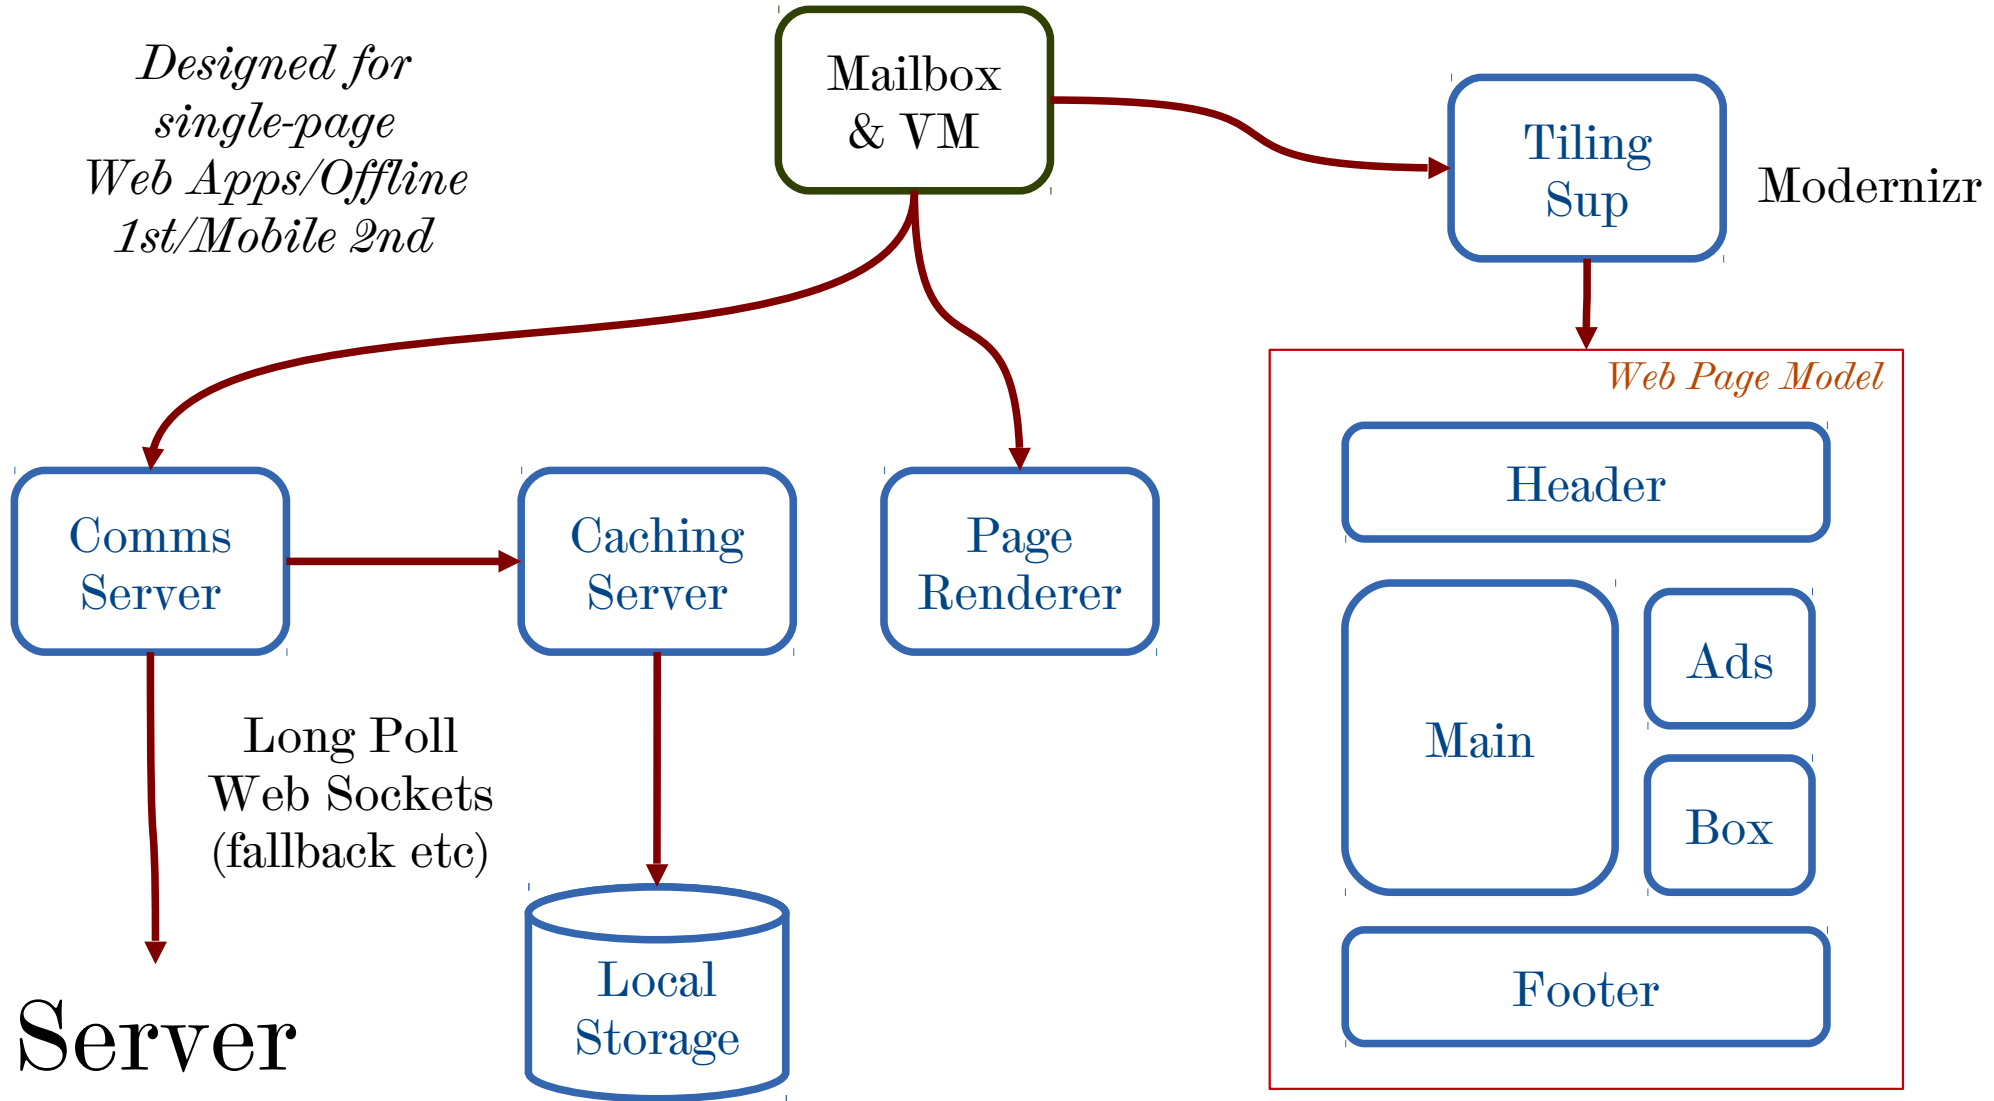 Designed for
single-page
Web Apps/Offline
1st/Mobile 2nd
Mailbox
& VM
Tiling
Sup
Modernizr
Comms
Server
Caching
Server
Page
Renderer
Long Poll
Web Sockets
(fallback etc)
Server
Local
Storage
Web Page Model
Header
Main
Ads
Box
Footer